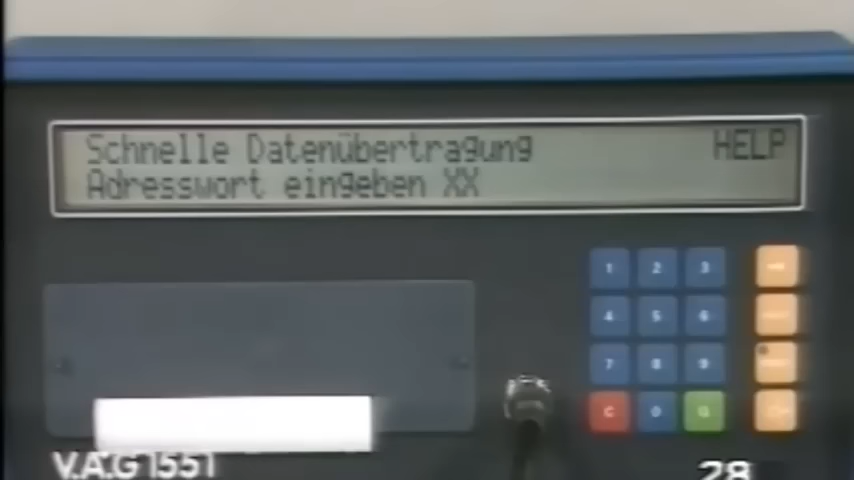 Schnelle Datenübertragung HELP
Adresswort eingeben XX
1 2 3
4 5 6
7 8 9
C 0 Q
V.A.G 1551
28